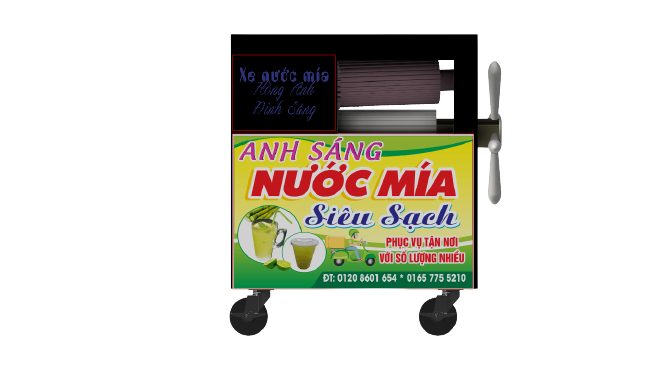 Xe nước mía
Hồng Anh
Đình Sáng
ANH SÁNG
NƯỚC MÍA
Siêu Sạch
PHỤC VỤ TẬN NƠI
VỚI SỐ LƯỢNG NHIỀU
ĐT: 0120 8601 654 * 0165 775 5210